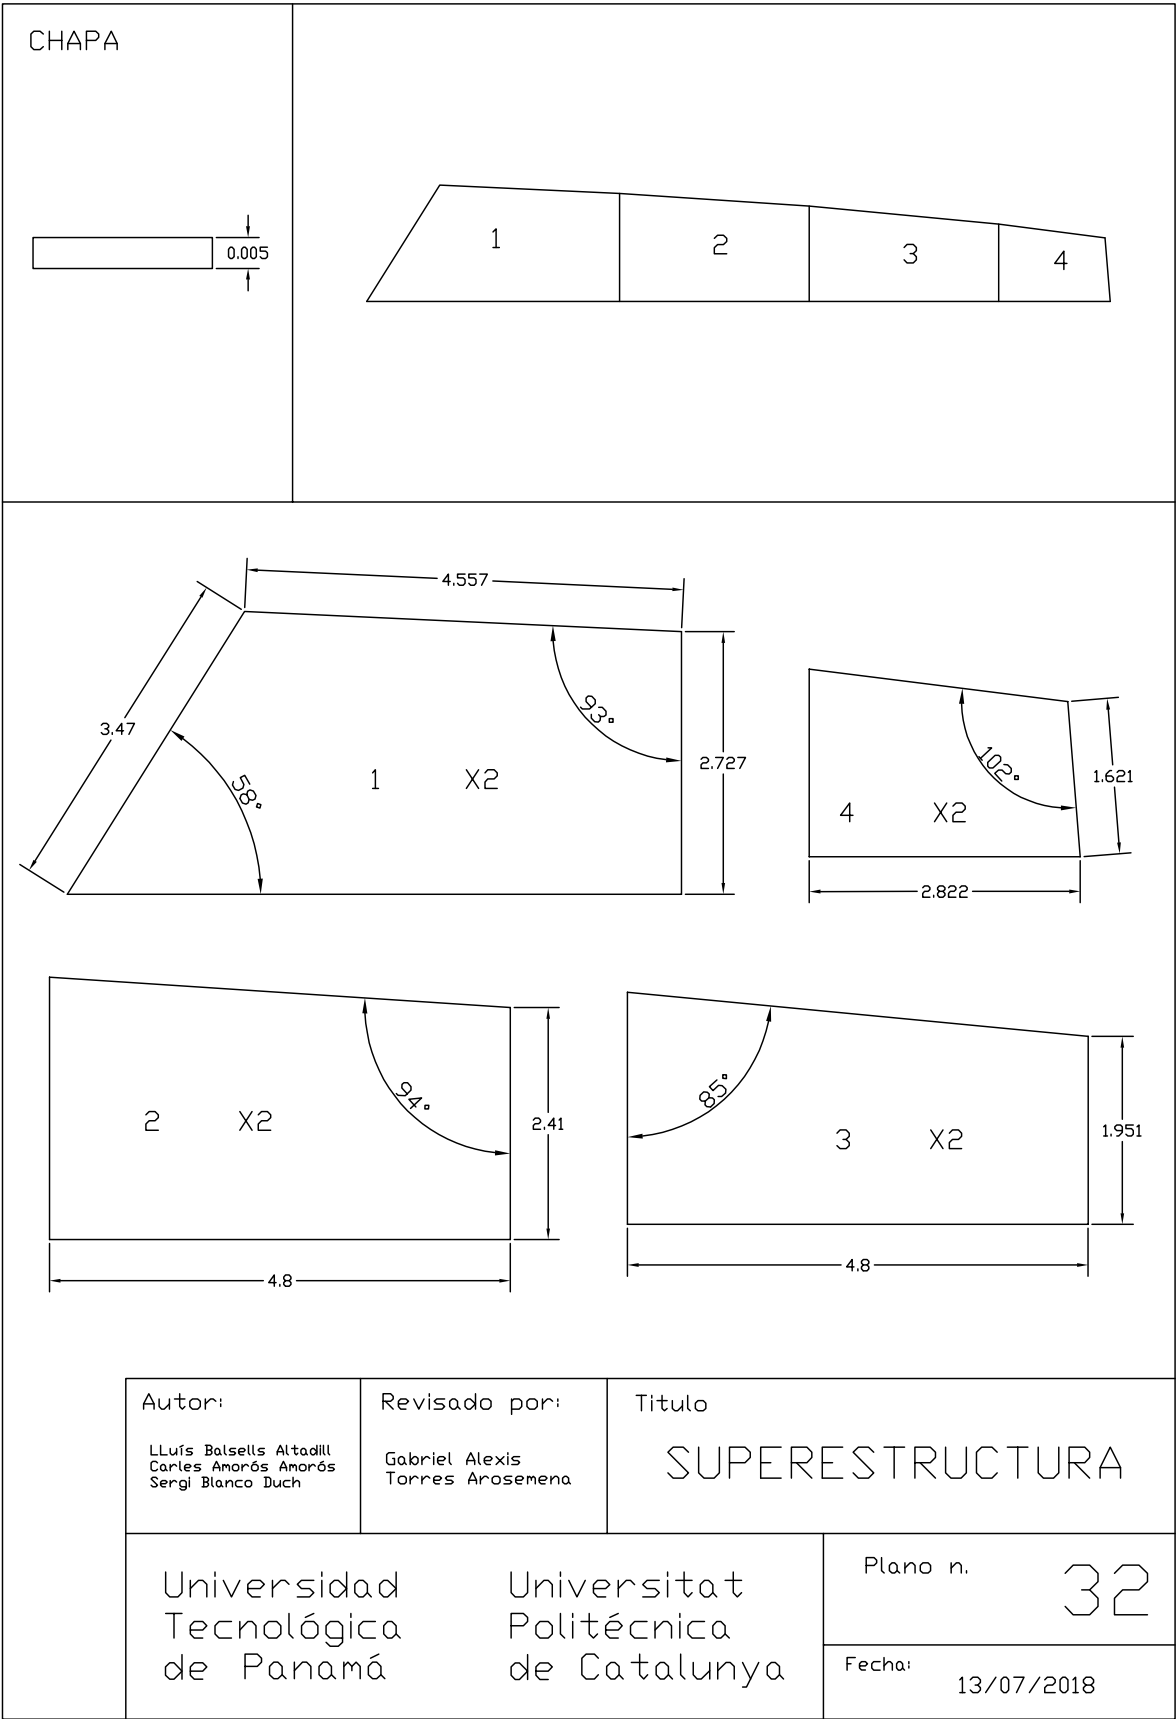 CHAPA
0.005
1
2
3
4
4.557
3.47
93°
58°
2.727
1 X2
102°
1.621
4 X2
2.822
94°
2.41
2 X2
4.8
85°
1.951
3 X2
4.8
Autor:
LLuís Balsells Altadill
Carles Amorós Amorós
Sergi Blanco Duch
Revisado por:
Gabriel Alexis
Torres Arosemena
Titulo
SUPERESTRUCTURA
Universidad
Tecnológica
de Panamá
Universitat
Politécnica
de Catalunya
Plano n.
32
Fecha:
13/07/2018